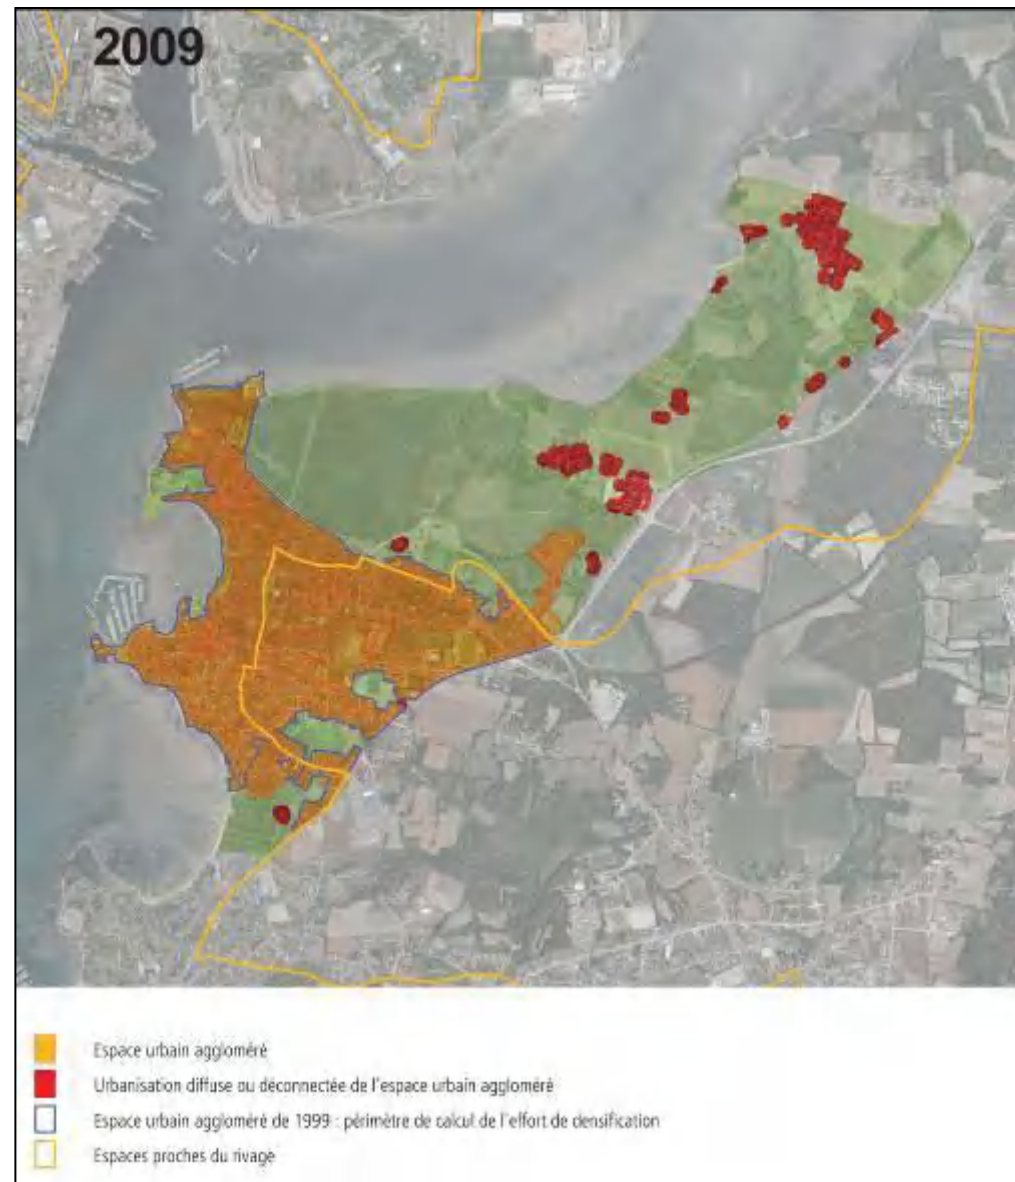 2009
Espace urbain aggloméré
Urbanisation diffuse ou déconnectée de l'espace urbain aggloméré
Espace urbain aggloméré de 1999 : périmètre de calcul de l'effort de densification
Espaces proches du rivage